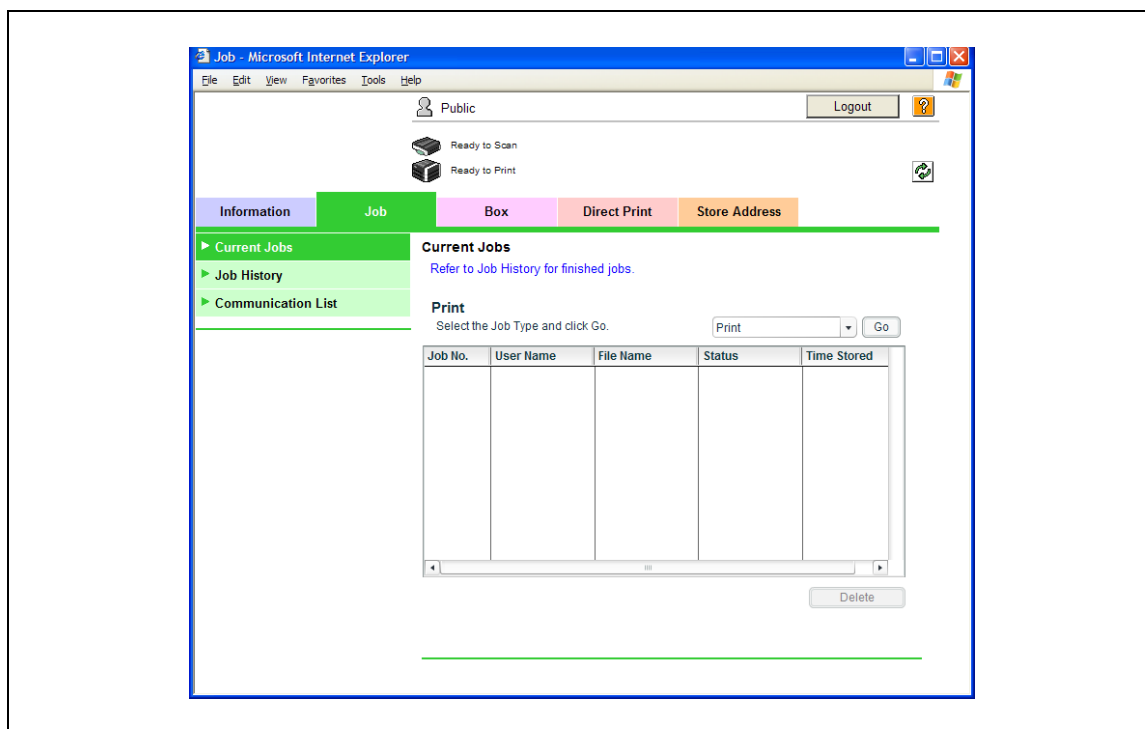 Job - Microsoft Internet Explorer
File Edit View Favorites Tools Help
Public
Logout
?
Ready to Scan
Ready to Print
Information Job Box Direct Print Store Address
Current Jobs
Job History
Communication List
Current Jobs
Refer to Job History for finished jobs.
Print
Select the Job Type and click Go.
Print
Go
Job No. User Name File Name Status Time Stored
Delete